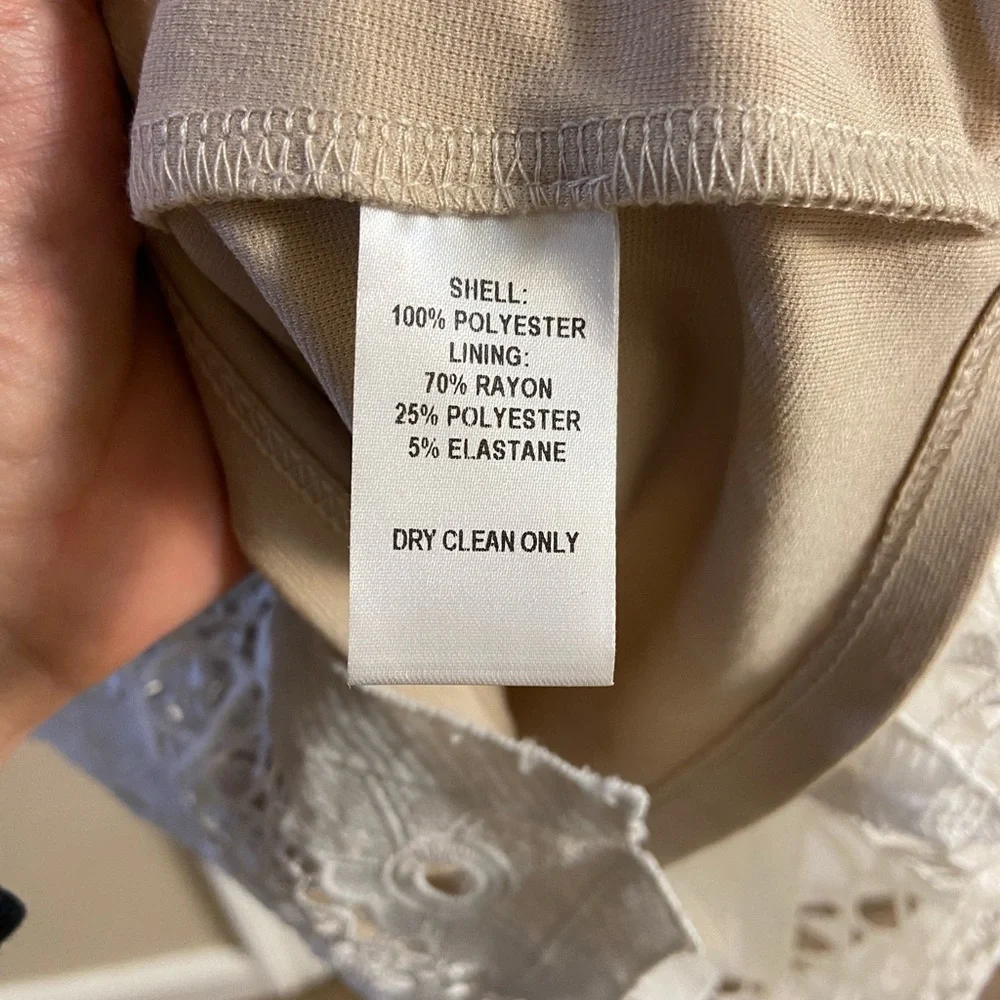 SHELL:
100% POLYESTER
LINING:
70% RAYON
25% POLYESTER
5% ELASTANE
DRY CLEAN ONLY